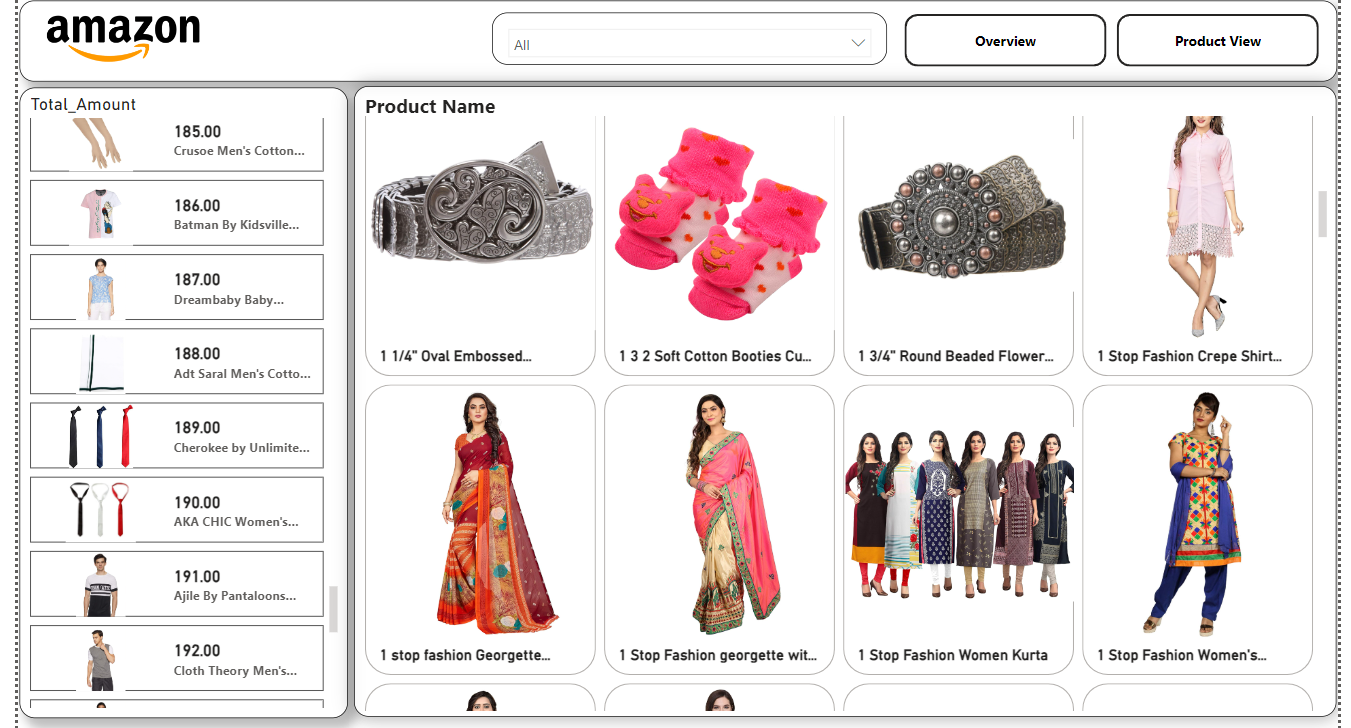 amazon
All
Overview
Product View
Total_Amount
185.00
Crusoe Men's Cotton...
186.00
Batman By Kidsville...
187.00
Dreambaby Baby...
188.00
Adt Saral Men's Cotto...
189.00
Cherokee by Unlimite...
190.00
AKA CHIC Women's...
191.00
Ajile By Pantaloons...
192.00
Cloth Theory Men's...
Product Name
1 1/4" Oval Embossed...
1 3 2 Soft Cotton Booties Cu...
1 3/4" Round Beaded Flower...
1 Stop Fashion Crepe Shirt...
1 stop fashion Georgette...
1 Stop Fashion georgette wit...
1 Stop Fashion Women Kurta
1 Stop Fashion Women's...